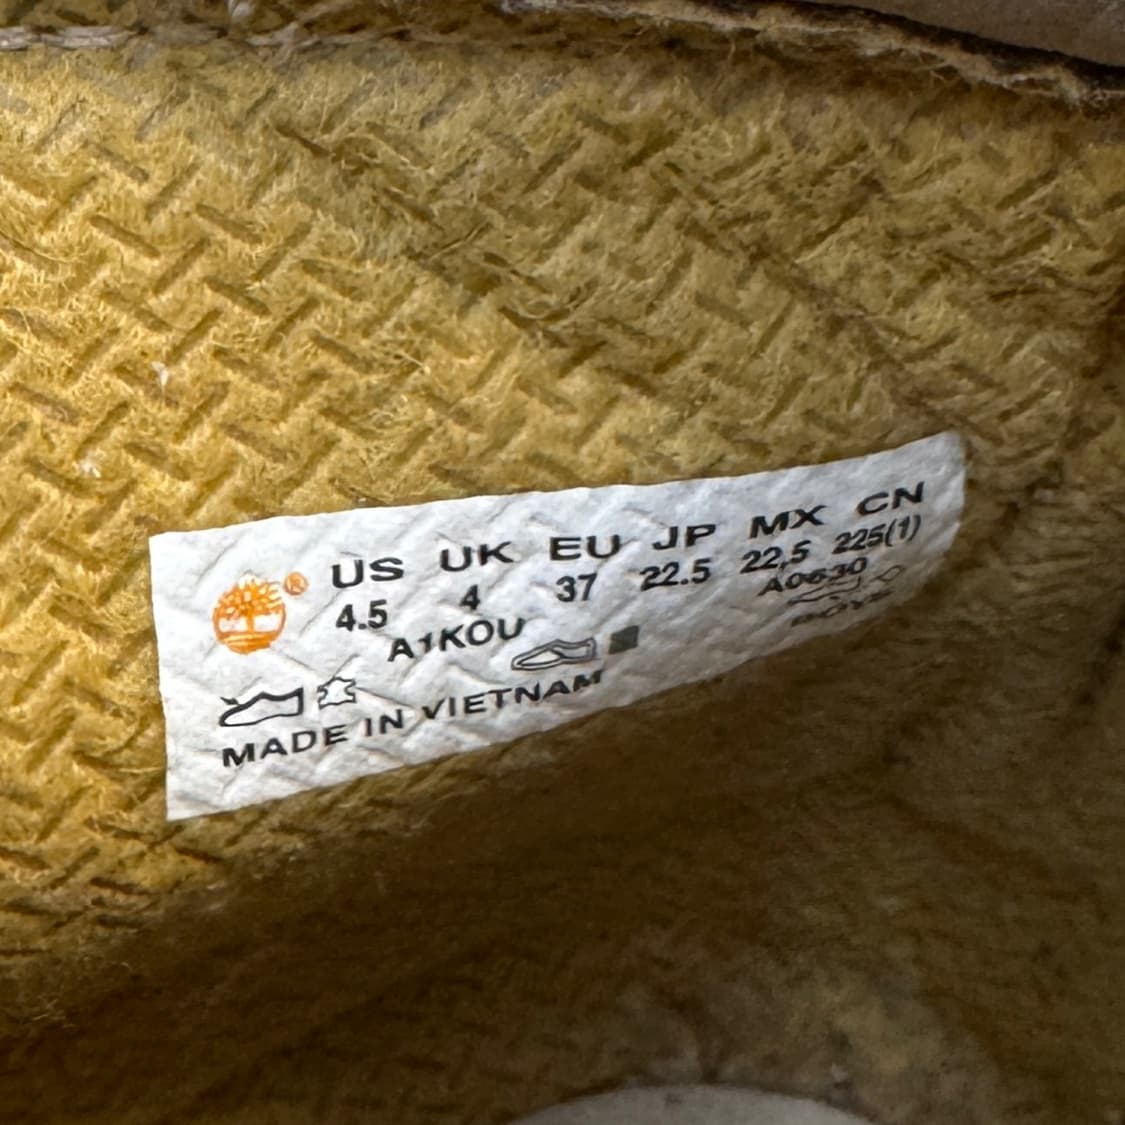 ® US UK EU JP MX CN
4.5 4 37 22.5 22,5 225(1)
A1KOU A0630
MADE IN VIETNAM